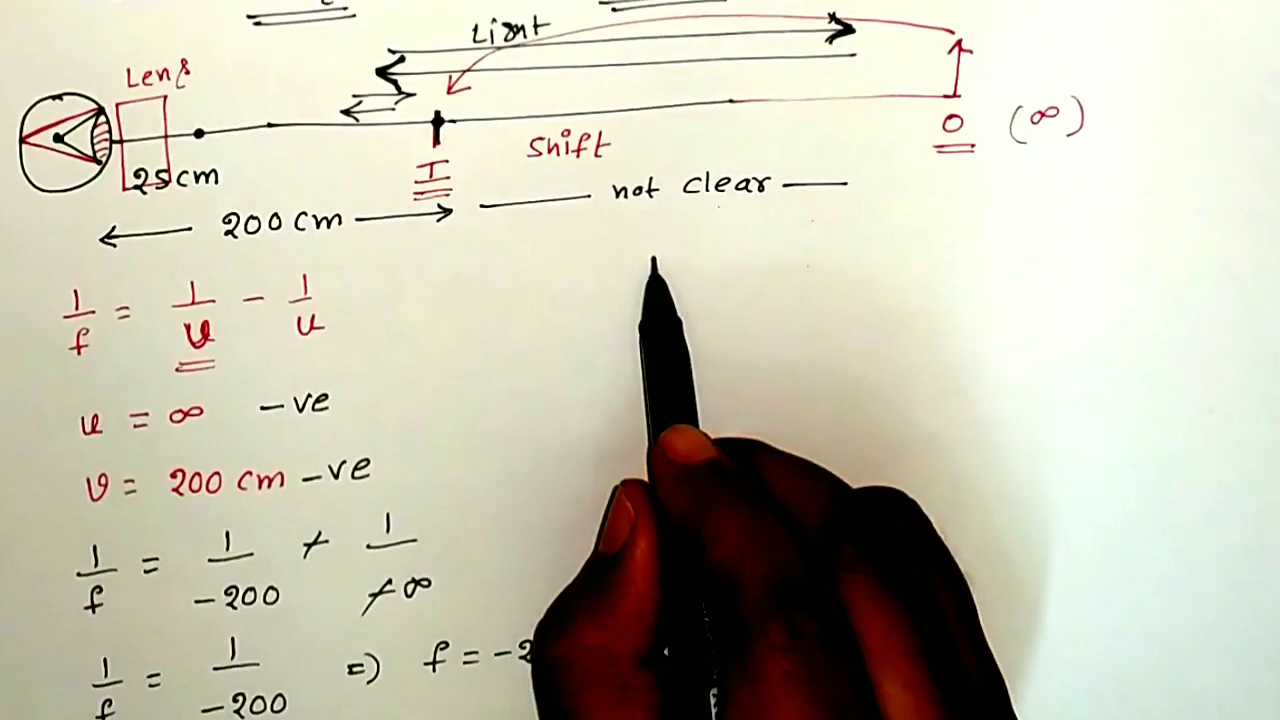 Light
Lens
O (∞)
Shift
25cm
I
not clear
200 cm
1/f = 1/v - 1/u
u = ∞ -ve
v = 200 cm -ve
1/f = 1/-200 + 1/+∞
1/f = 1/-200 => f = -2